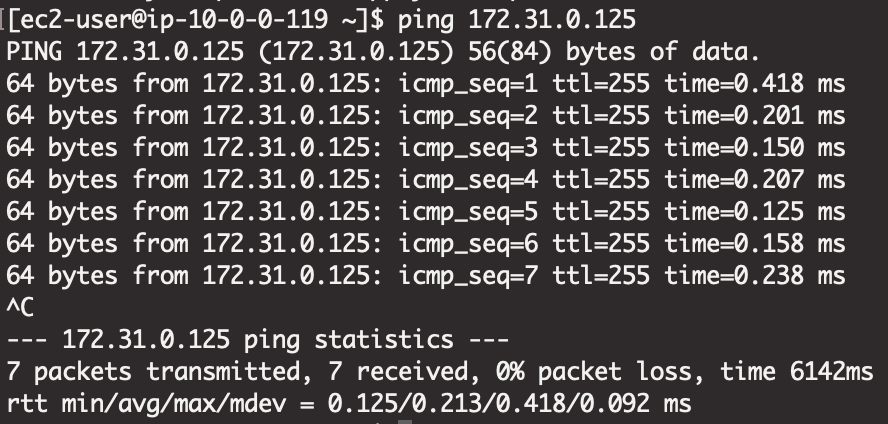 [[ec2-user@ip-10-0-0-119 ~]$ ping 172.31.0.125
PING 172.31.0.125 (172.31.0.125) 56(84) bytes of data.
64 bytes from 172.31.0.125: icmp_seq=1 ttl=255 time=0.418 ms
64 bytes from 172.31.0.125: icmp_seq=2 ttl=255 time=0.201 ms
64 bytes from 172.31.0.125: icmp_seq=3 ttl=255 time=0.150 ms
64 bytes from 172.31.0.125: icmp_seq=4 ttl=255 time=0.207 ms
64 bytes from 172.31.0.125: icmp_seq=5 ttl=255 time=0.125 ms
64 bytes from 172.31.0.125: icmp_seq=6 ttl=255 time=0.158 ms
64 bytes from 172.31.0.125: icmp_seq=7 ttl=255 time=0.238 ms
^C
--- 172.31.0.125 ping statistics ---
7 packets transmitted, 7 received, 0% packet loss, time 6142ms
rtt min/avg/max/mdev = 0.125/0.213/0.418/0.092 ms